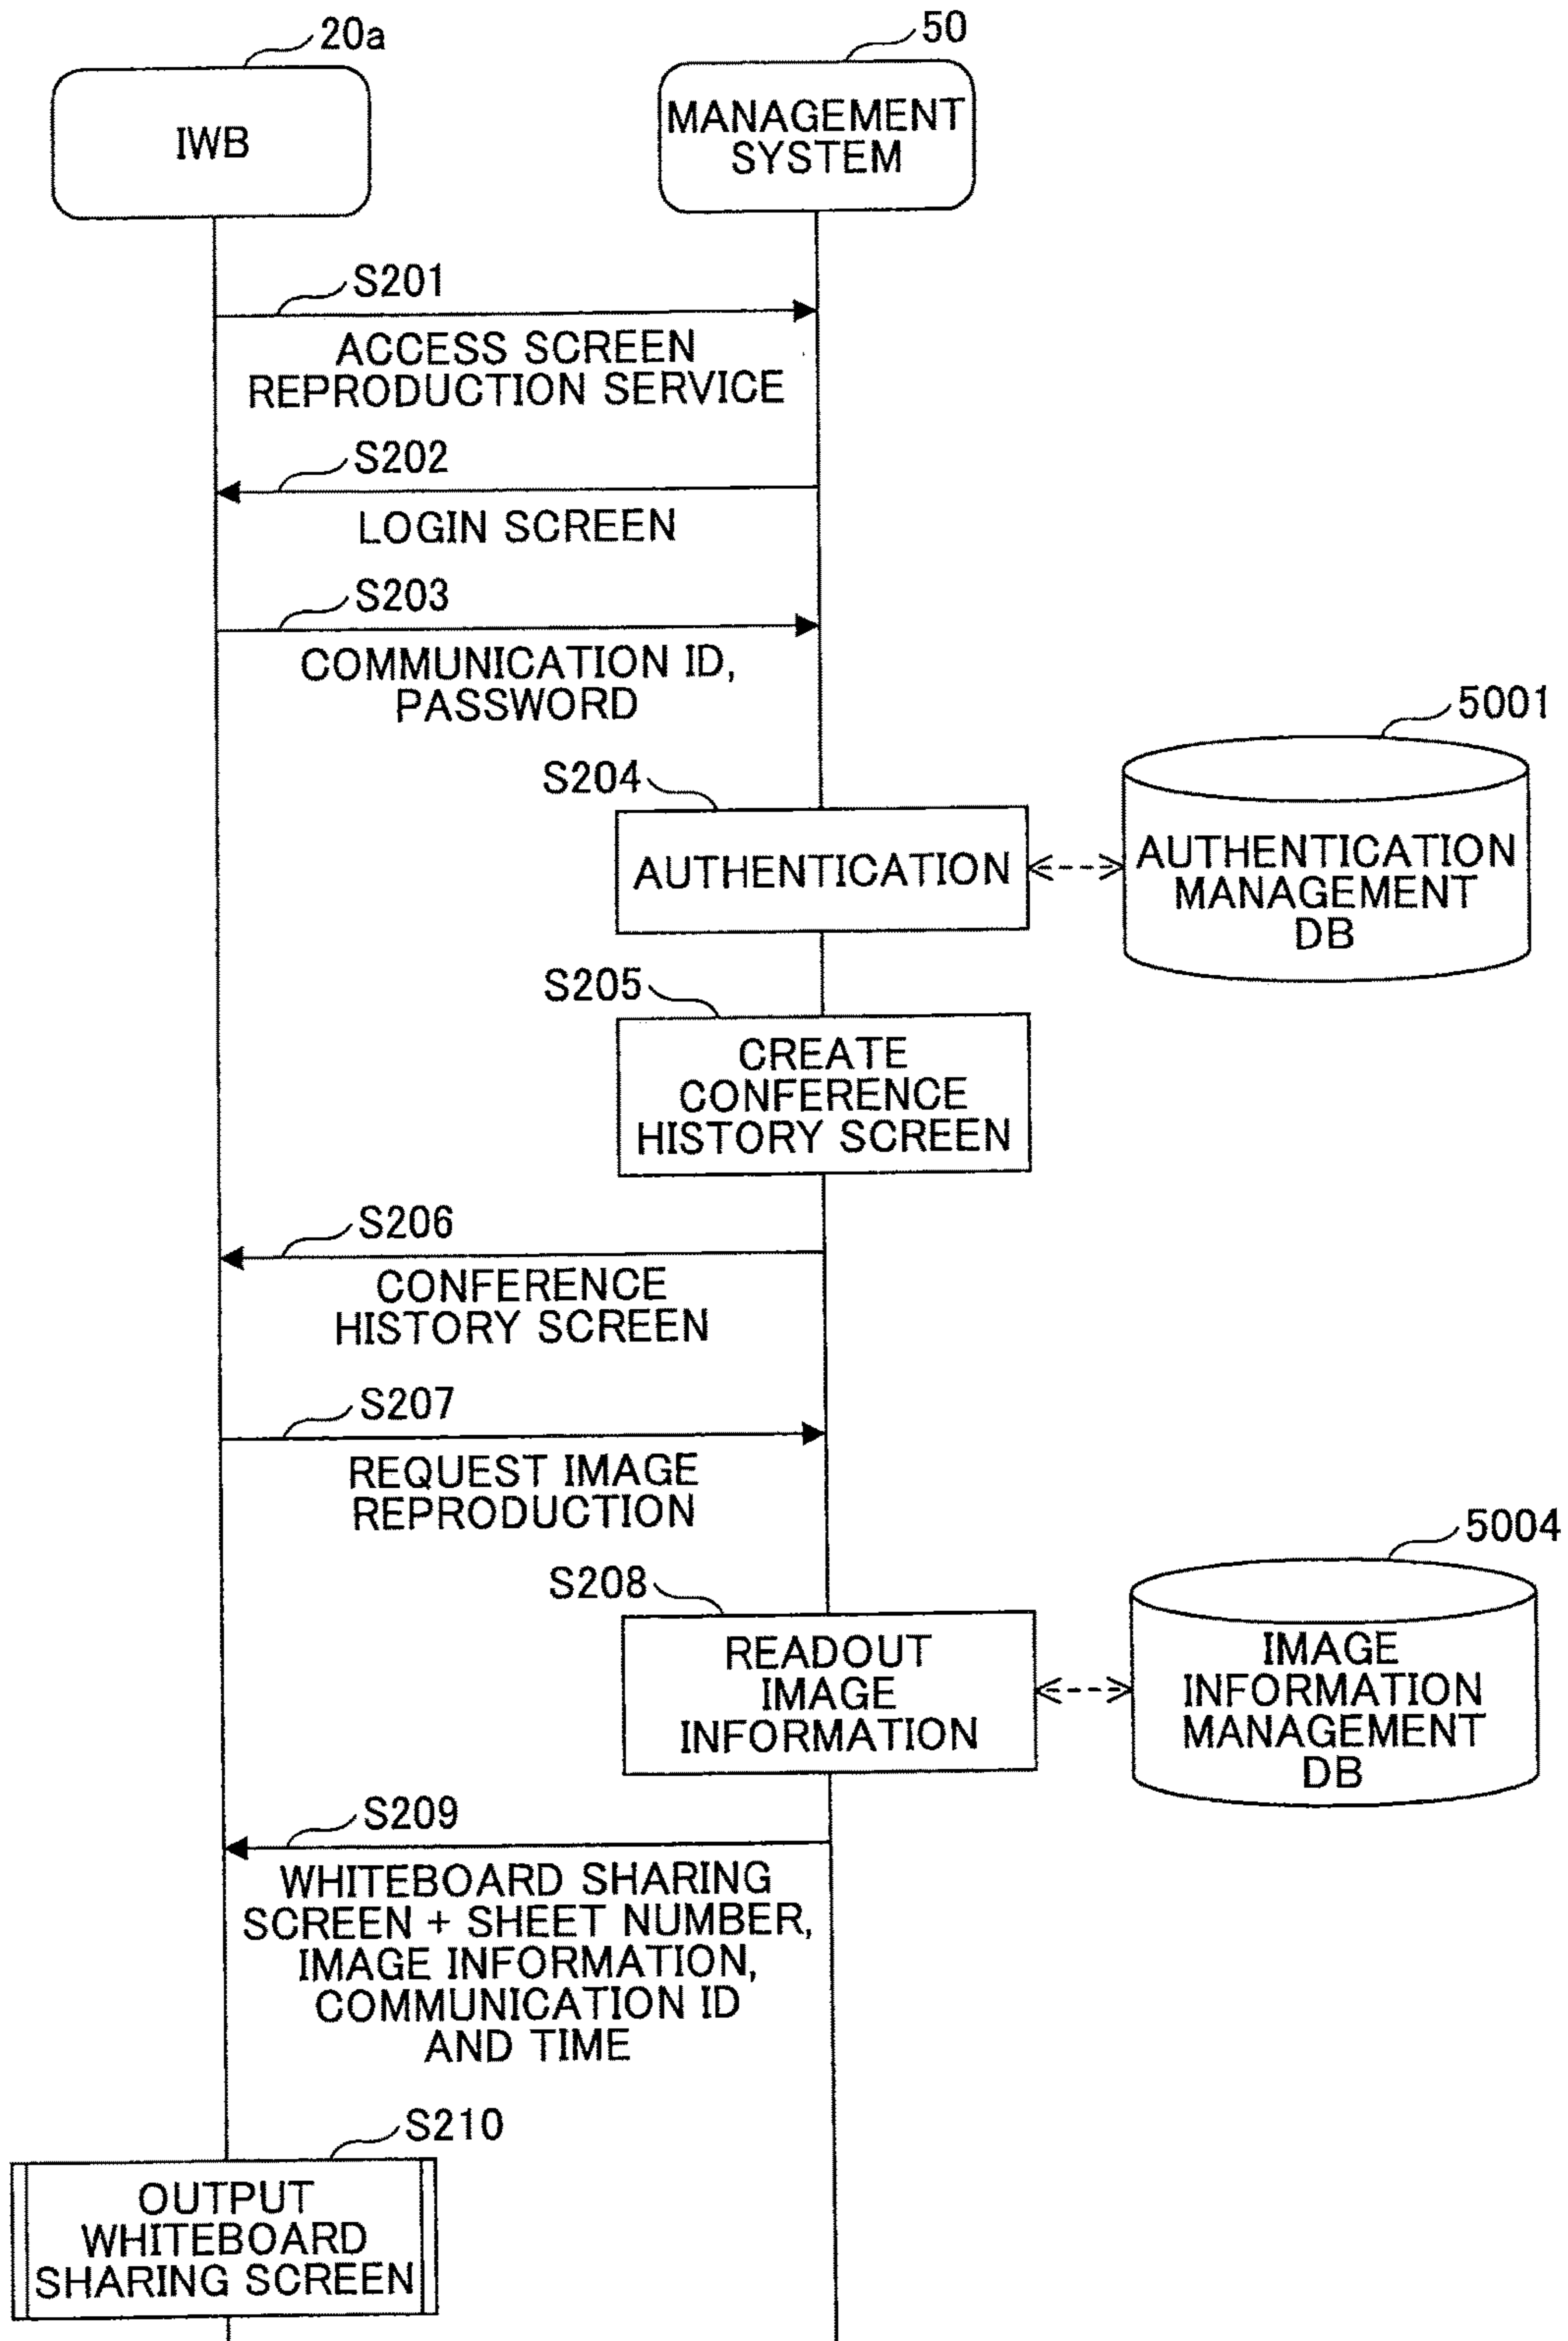 20a
50
IWB
MANAGEMENT
SYSTEM
S201
ACCESS SCREEN
REPRODUCTION SERVICE
S202
LOGIN SCREEN
S203
COMMUNICATION ID,
PASSWORD
5001
S204
AUTHENTICATION
AUTHENTICATION
MANAGEMENT
DB
S205
CREATE
CONFERENCE
HISTORY SCREEN
S206
CONFERENCE
HISTORY SCREEN
S207
REQUEST IMAGE
REPRODUCTION
5004
S208
READOUT
IMAGE
INFORMATION
IMAGE
INFORMATION
MANAGEMENT
DB
S209
WHITEBOARD SHARING
SCREEN + SHEET NUMBER,
IMAGE INFORMATION,
COMMUNICATION ID
AND TIME
S210
OUTPUT
WHITEBOARD
SHARING SCREEN